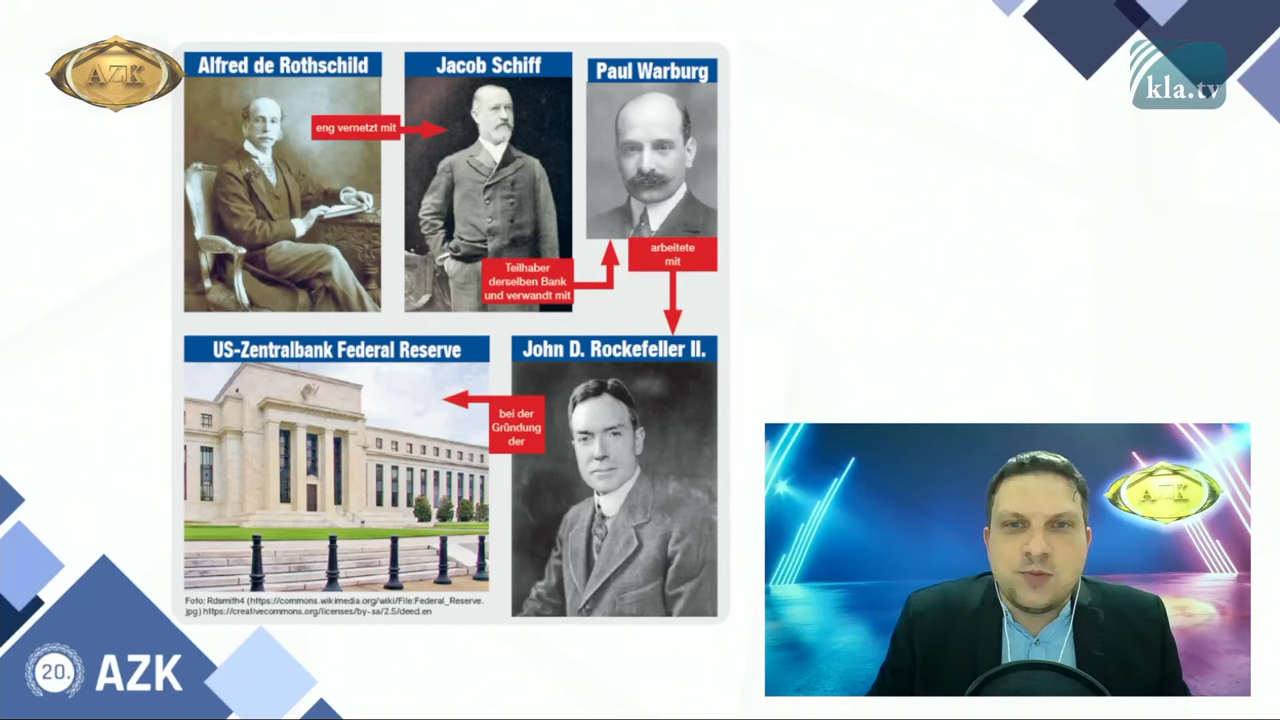 AZK
kla.tv
Alfred de Rothschild
Jacob Schiff
Paul Warburg
eng vernetzt mit
Teilhaber
derselben Bank
und verwandt mit
arbeitete
mit
US-Zentralbank Federal Reserve
John D. Rockefeller II.
bei der
Gründung
der
Foto: Rdsmith4 (https://commons.wikimedia.org/wiki/File:Federal_Reserve.
jpg) https://creativecommons.org/licenses/by-sa/2.5/deed.en
AZK
20.
AZK